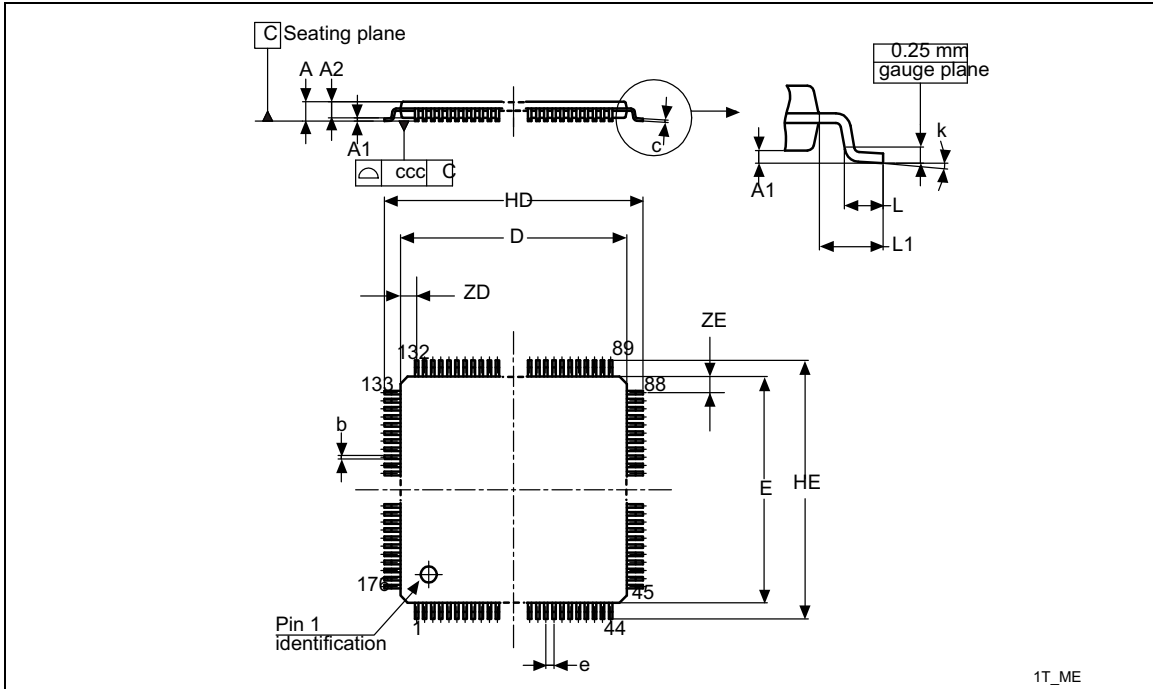 C Seating plane
A A2
0.25 mm
gauge plane
A1
c
k
ccc C
A1
L
HD
L1
D
ZD
ZE
132
89
133
88
b
E
HE
176
45
Pin 1
identification
1
44
e
1T_ME